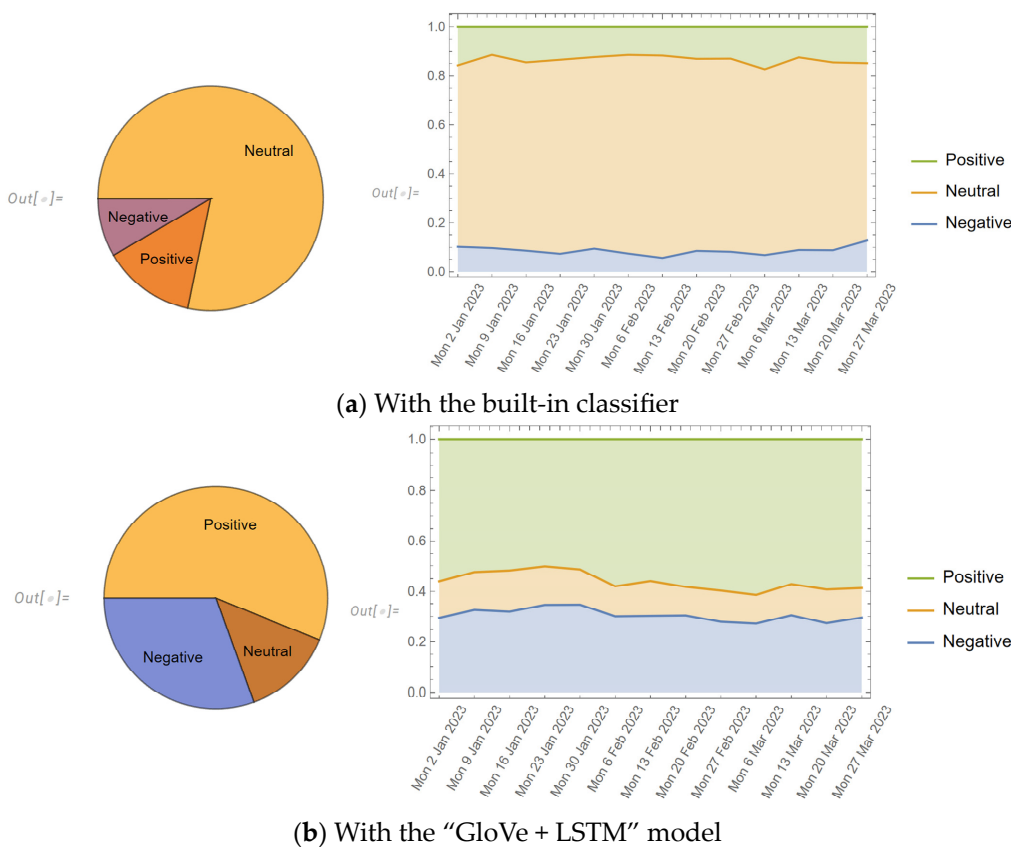 Out[●]=
Neutral
Negative
Positive
Out[●]=
1.0
0.8
0.6
0.4
0.2
0.0
Mon 2 Jan 2023
Mon 9 Jan 2023
Mon 16 Jan 2023
Mon 23 Jan 2023
Mon 30 Jan 2023
Mon 6 Feb 2023
Mon 13 Feb 2023
Mon 20 Feb 2023
Mon 27 Feb 2023
Mon 6 Mar 2023
Mon 13 Mar 2023
Mon 20 Mar 2023
Mon 27 Mar 2023
Positive
Neutral
Negative
(a) With the built-in classifier
Out[●]=
Positive
Negative
Neutral
Out[●]=
1.0
0.8
0.6
0.4
0.2
0.0
Mon 2 Jan 2023
Mon 9 Jan 2023
Mon 16 Jan 2023
Mon 23 Jan 2023
Mon 30 Jan 2023
Mon 6 Feb 2023
Mon 13 Feb 2023
Mon 20 Feb 2023
Mon 27 Feb 2023
Mon 6 Mar 2023
Mon 13 Mar 2023
Mon 20 Mar 2023
Mon 27 Mar 2023
Positive
Neutral
Negative
(b) With the “GloVe + LSTM” model